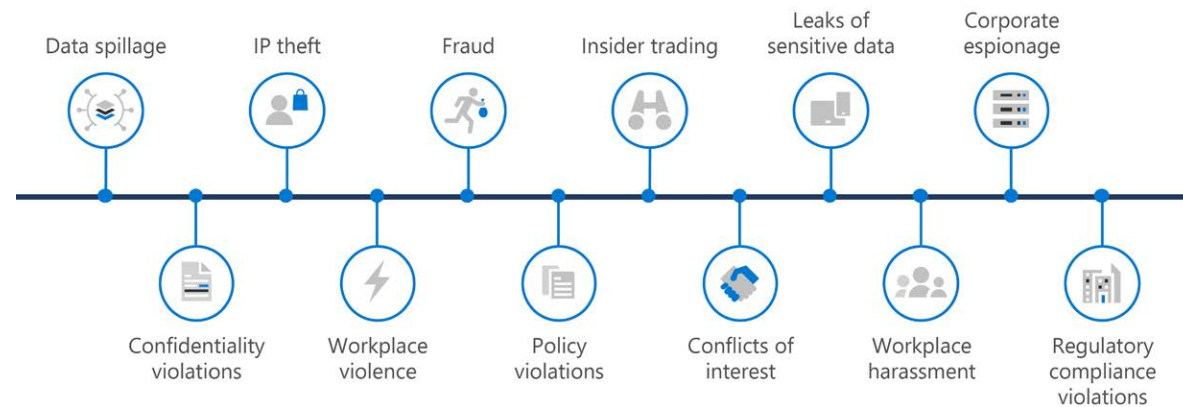 Data spillage
IP theft
Fraud
Insider trading
Leaks of
sensitive data
Corporate
espionage
Confidentiality
violations
Workplace
violence
Policy
violations
Conflicts of
interest
Workplace
harassment
Regulatory
compliance
violations